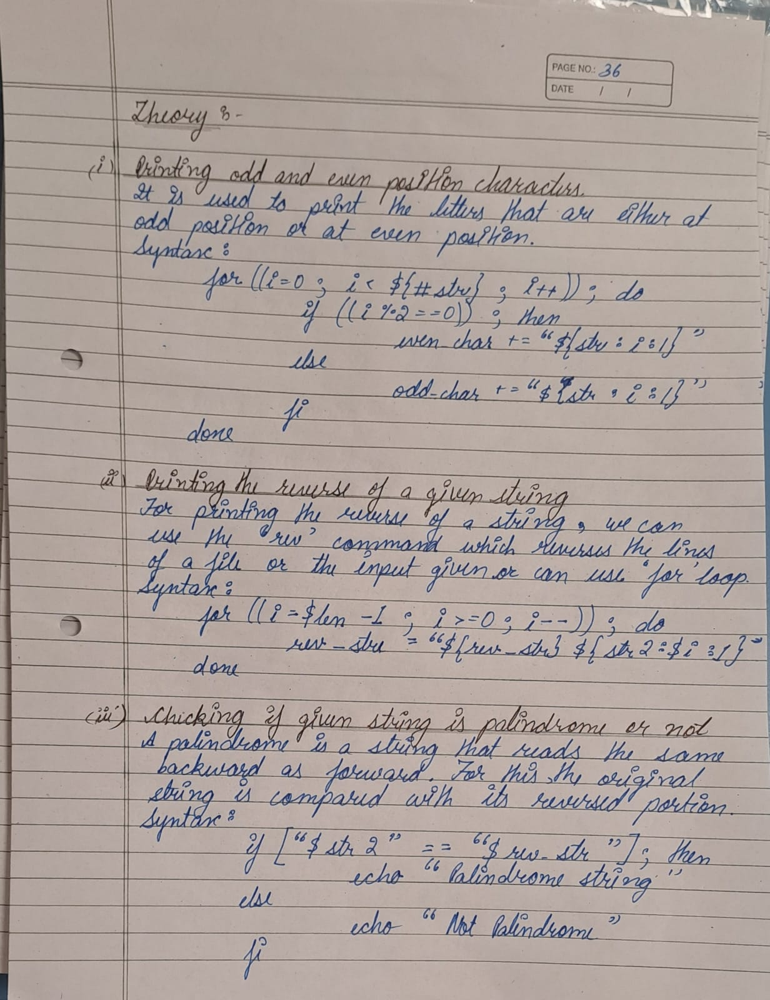 PAGE NO.: 36
DATE / /
Theory :-
(i) Printing odd and even position characters.
It is used to print the letters that are either at
odd position or at even position.
Syntax :
for ((i=0 ; i< ${#str} ; i++)) ; do
if ((i%2==0)) ; then
even_char += "${str : i :1}"
else
odd_char += "${str : i :1}"
fi
done
(ii) Printing the reverse of a given string
For printing the reverse of a string, we can
use the 'rev' command which reverses the lines
of a file or the input given or can use 'for' loop.
Syntax :
for ((i=$len -1 ; i>=0 ; i--)) ; do
rev_str = "${rev_str} ${str2:$i:1}"
done
(iii) Checking if given string is palindrome or not
A palindrome is a string that reads the same
backward as forward. For this, the original
string is compared with its reversed portion.
Syntax :
if ["$str2" == "$rev_str"] ; then
echo "Palindrome string"
else
echo "Not Palindrome"
fi